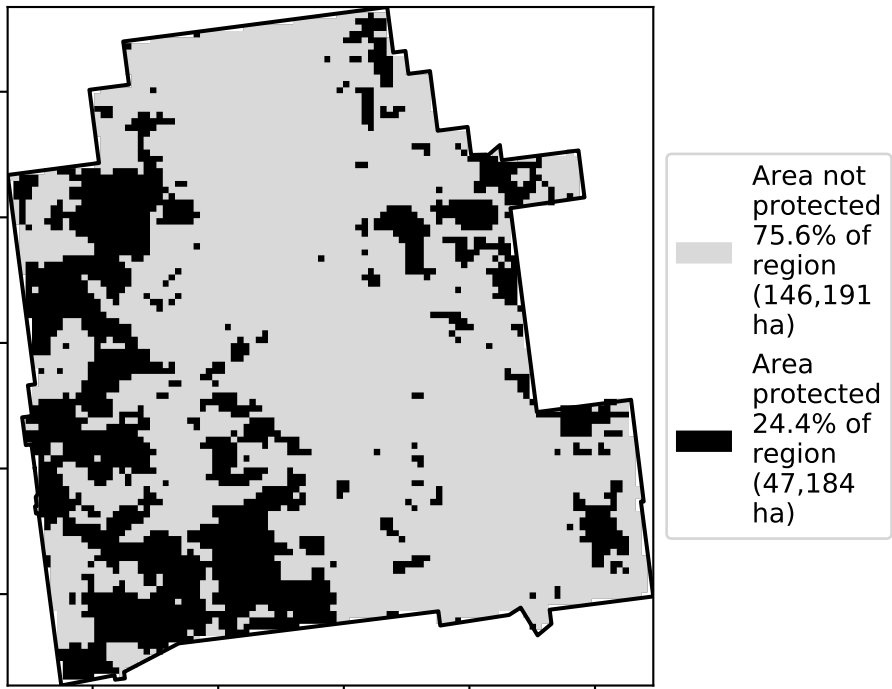 Area not
protected
75.6% of
region
(146,191
ha)
Area
protected
24.4% of
region
(47,184
ha)